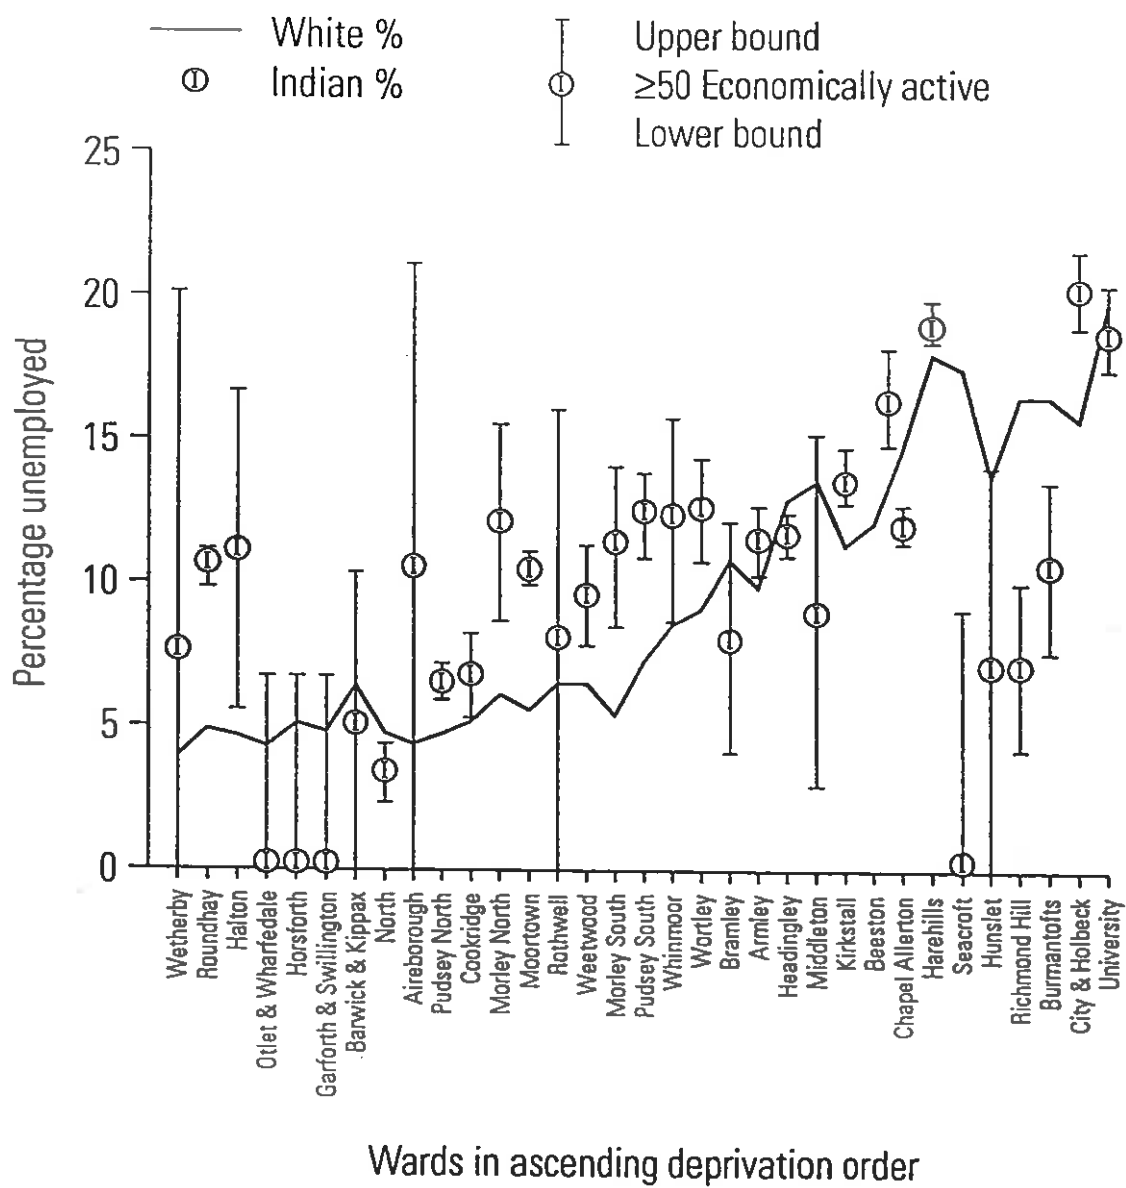 White %
Indian %
Upper bound
≥50 Economically active
Lower bound
Percentage unemployed
25
20
15
10
5
0
Wetherby
Roundhay
Halton
Otlet & Wharfedale
Horsforth
Garforth & Swillington
Barwick & Kippax
North
Aireborough
Pudsey North
Cookridge
Morley North
Moortown
Rothwell
Weetwood
Morley South
Pudsey South
Whinmoor
Wortley
Bramley
Armley
Headingley
Middleton
Kirkstall
Beeston
Chapel Allerton
Harehills
Seacroft
Hunslet
Richmond Hill
Burmantofts
City & Holbeck
University
Wards in ascending deprivation order